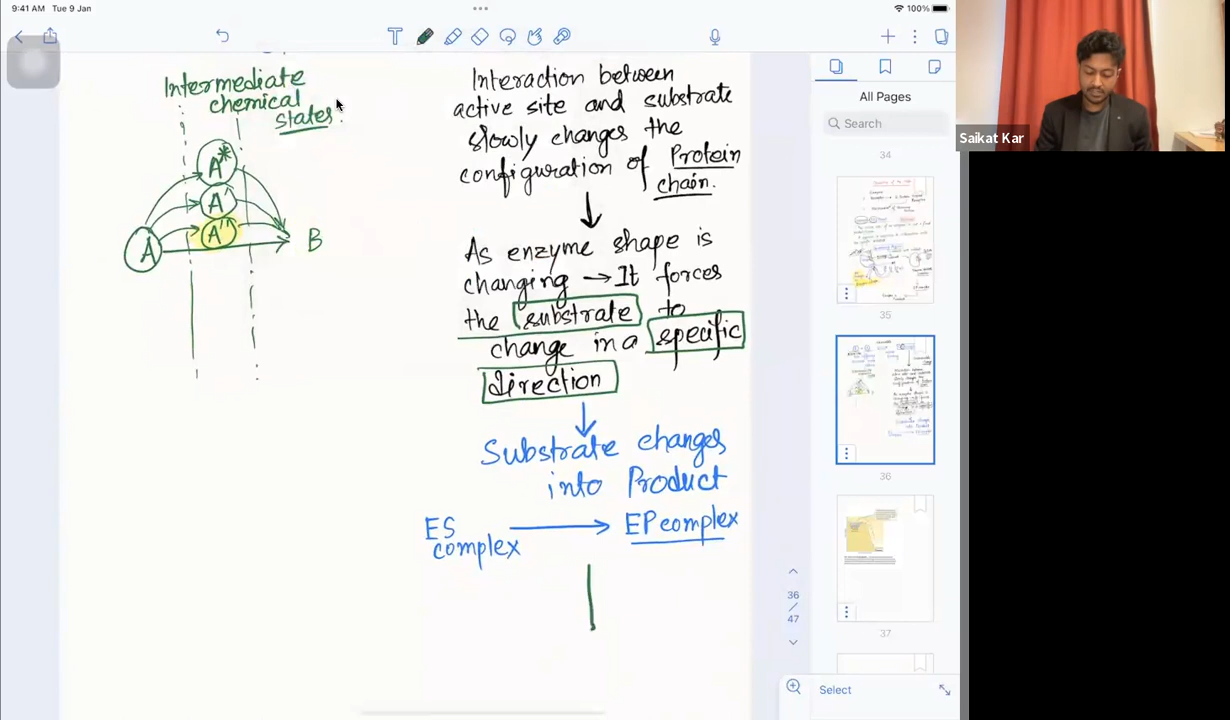 9:41 AM Tue 9 Jan
100%
Intermediate
chemical
states.
A*
A'
A''
A
B
Interaction between
active site and substrate
slowly changes the
configuration of Protein
chain.
As enzyme shape is
changing → It forces
the substrate to
change in a specific
direction
Substrate changes
into Product
ES
complex
EP complex
T
36
/
47
All Pages
Search
34
35
36
37
Select
Saikat Kar